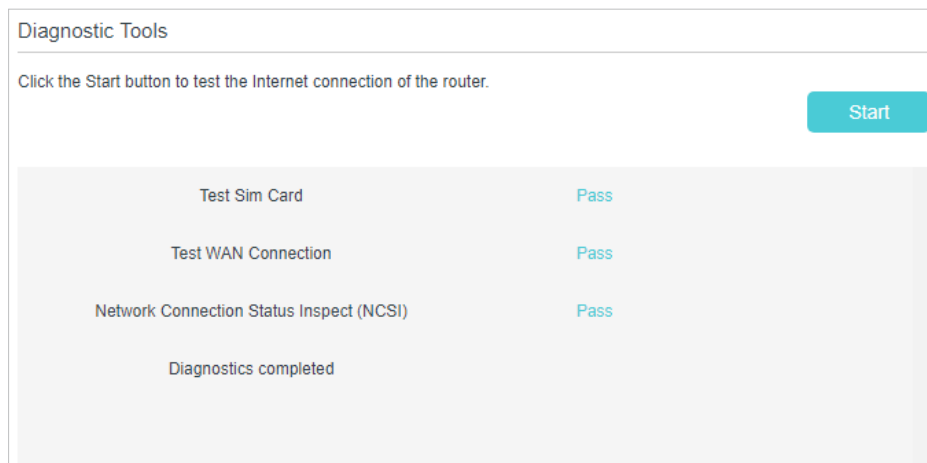 Diagnostic Tools
Click the Start button to test the Internet connection of the router.
Start
Test Sim Card Pass
Test WAN Connection Pass
Network Connection Status Inspect (NCSI) Pass
Diagnostics completed